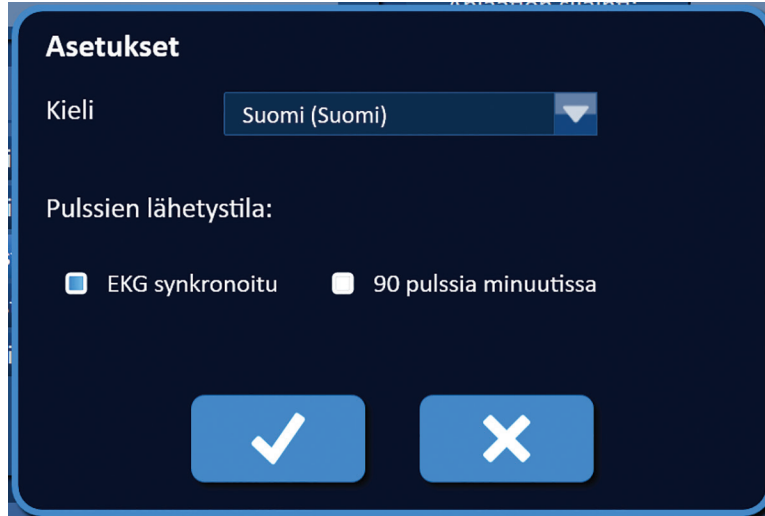 Asetukset
Kieli
Suomi (Suomi)
Pulssien lähetystila:
EKG synkronoitu
90 pulssia minuutissa